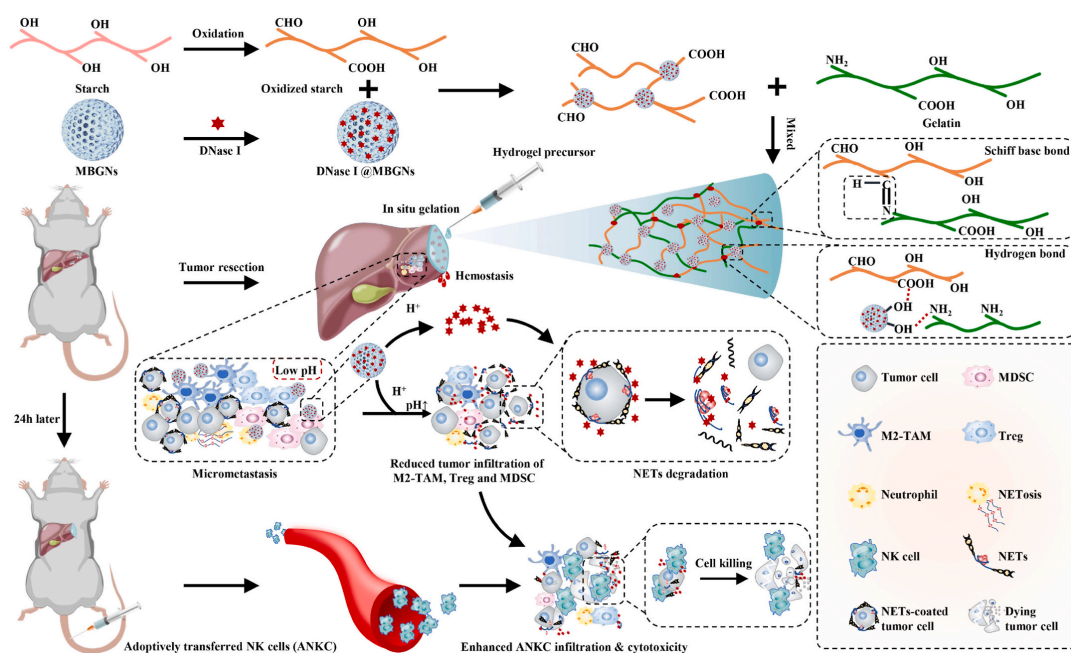 OH OH CHO OH
Oxidation
OH OH COOH OH
Starch Oxidized starch
+
DNase I
MBGNs DNase I @MBGNs
CHO
COOH
COOH
CHO
+
NH2 OH
COOH OH
Gelatin
Mixed
Hydrogel precursor
In situ gelation
Hemostasis
Tumor resection
CHO OH
Schiff base bond
H C OH
N OH
COOH OH
Hydrogen bond
CHO OH
COOH OH
OH NH2 NH2
OH
H+
Low pH
H+
pH↑
Micrometastasis
Reduced tumor infiltration of
M2-TAM, Treg and MDSC
NETs degradation
24h later
Tumor cell MDSC
M2-TAM Treg
Neutrophil NETosis
NK cell NETs
NETs-coated
tumor cell
Dying
tumor cell
Cell killing
Adoptively transferred NK cells (ANKC)
Enhanced ANKC infiltration & cytotoxicity